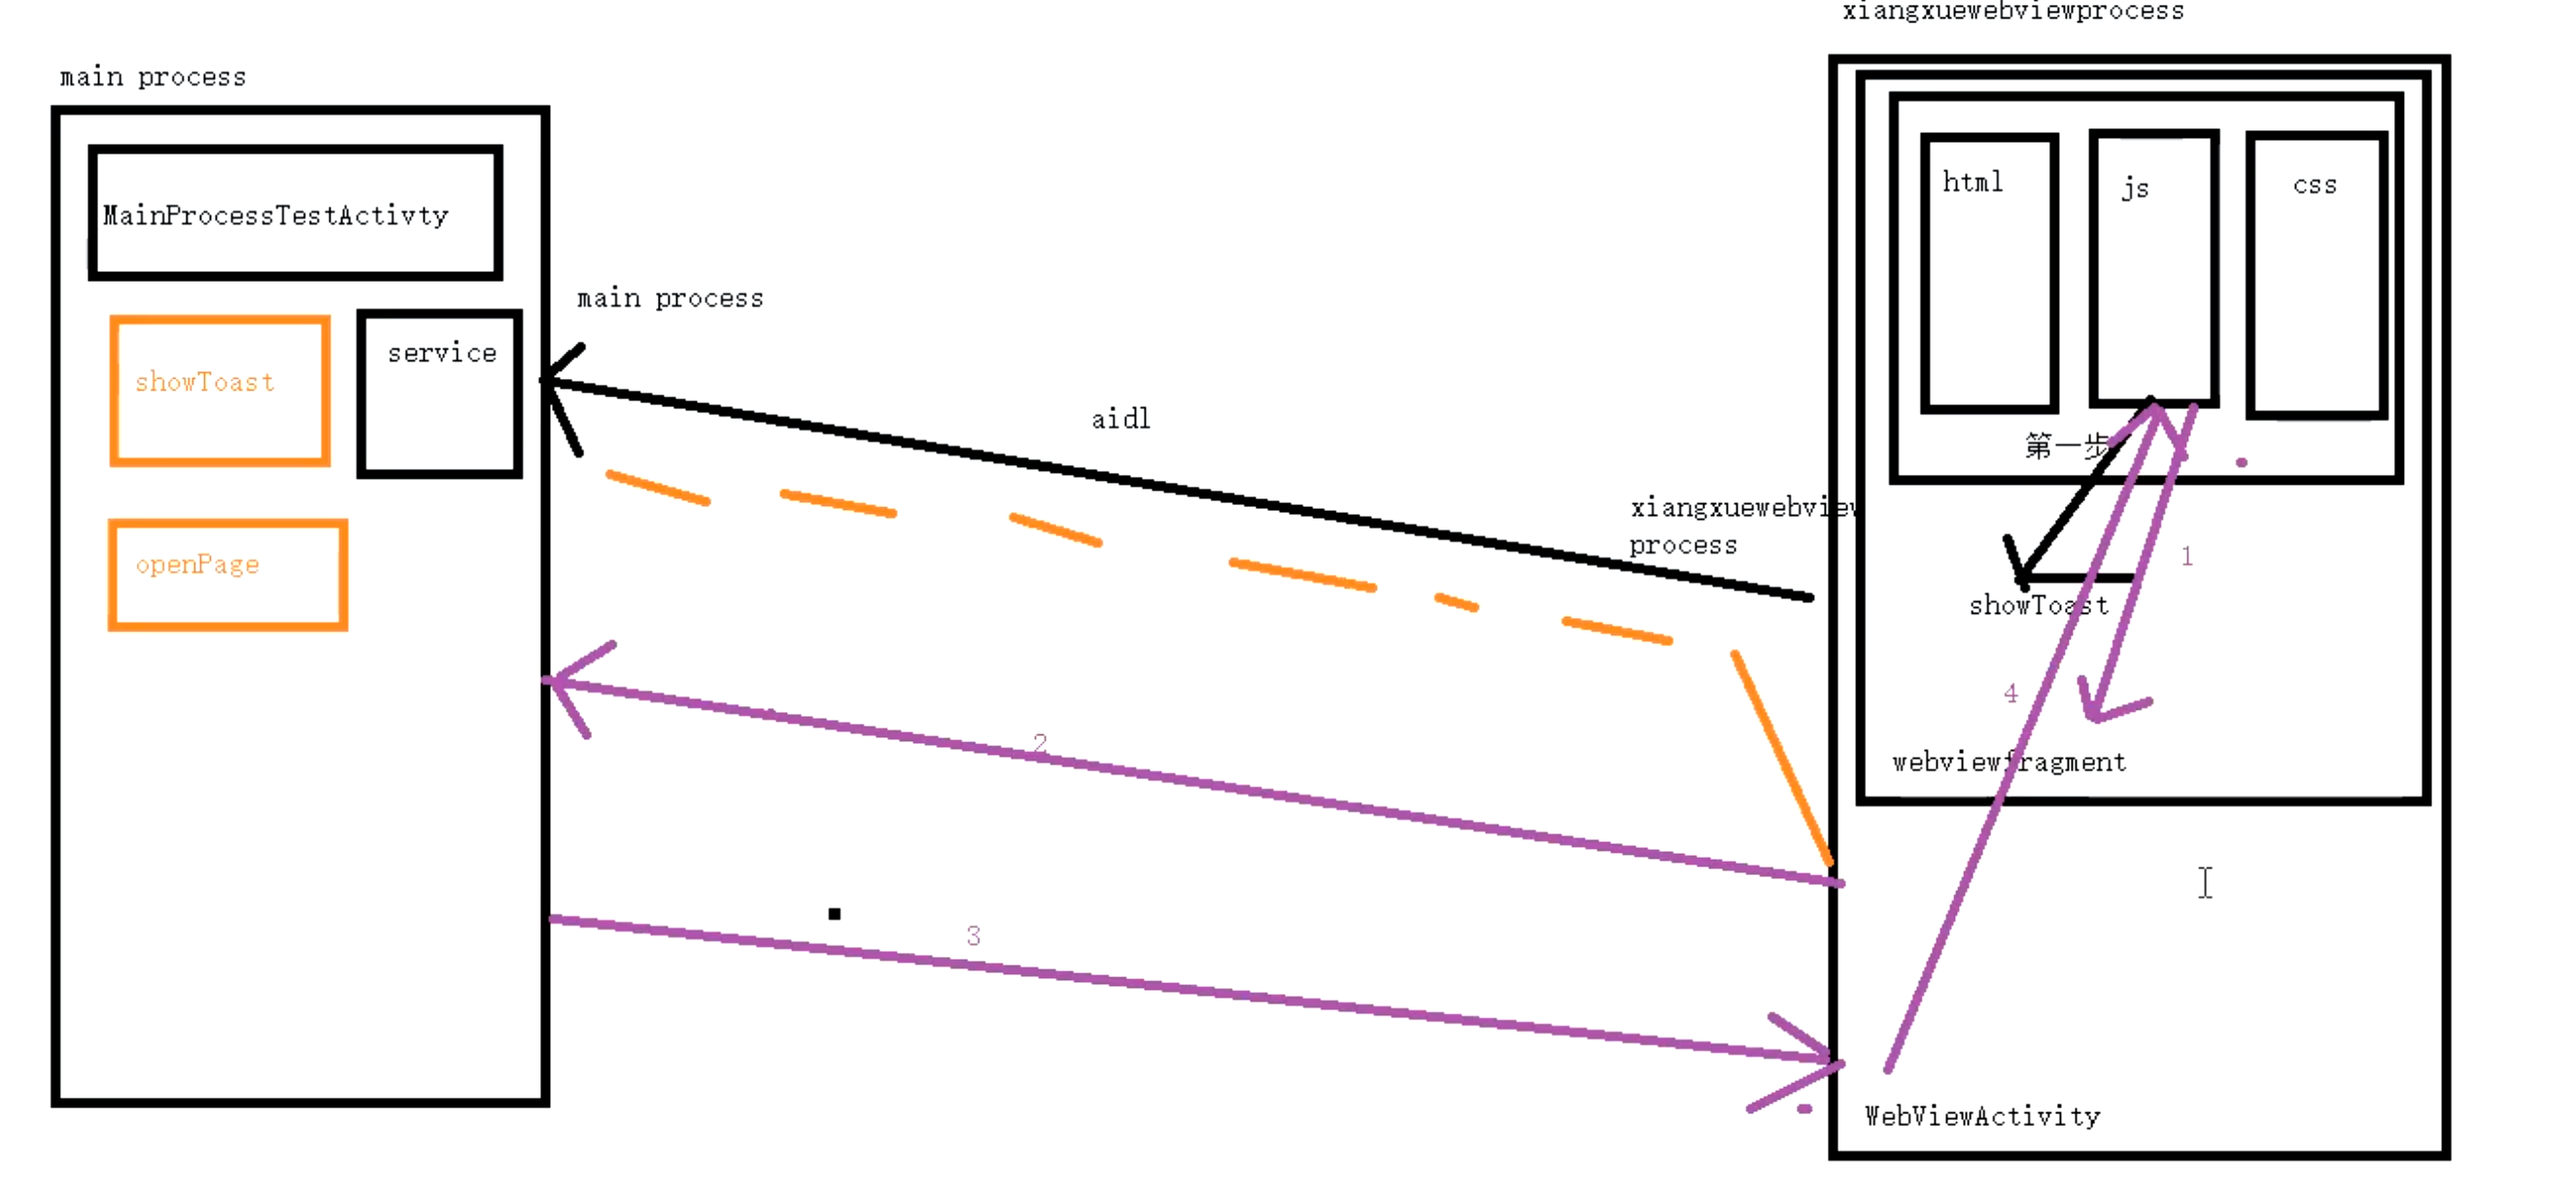 xiangxuewebviewprocess
main process
html
js
css
MainProcessTestActivty
main process
service
showToast
aidl
第一步
xiangxuewebview
process
1
openPage
showToast
4
2
webviewfragment
3
WebViewActivity